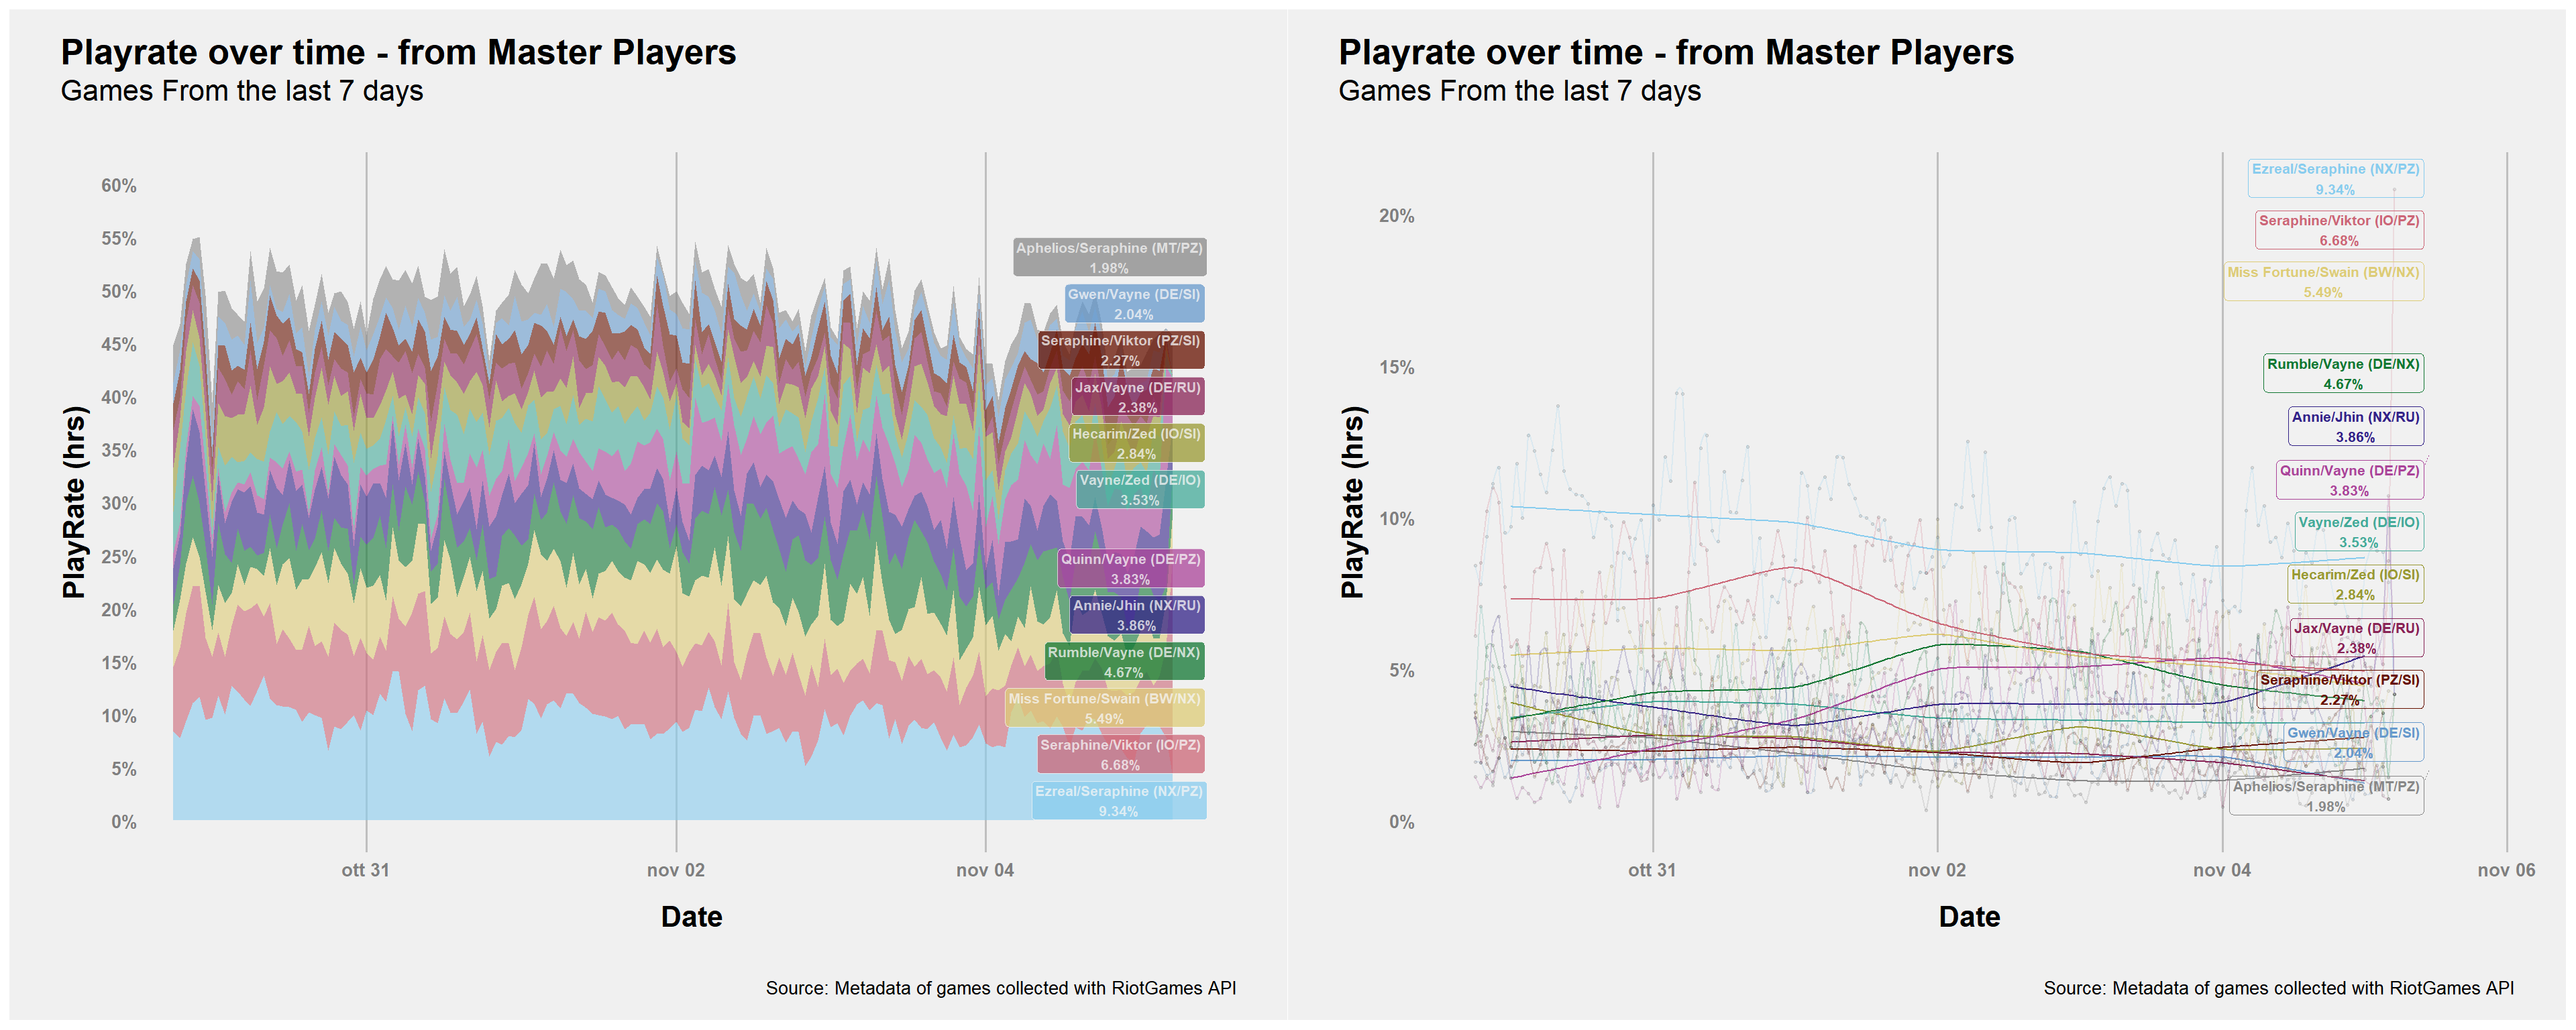 Playrate over time - from Master Players
Games From the last 7 days
PlayRate (hrs)
60%
55%
50%
45%
40%
35%
30%
25%
20%
15%
10%
5%
0%
Aphelios/Seraphine (MT/PZ)
1.98%
Gwen/Vayne (DE/SI)
2.04%
Seraphine/Viktor (PZ/SI)
2.27%
Jax/Vayne (DE/RU)
2.38%
Hecarim/Zed (IO/SI)
2.84%
Vayne/Zed (DE/IO)
3.53%
Quinn/Vayne (DE/PZ)
3.83%
Annie/Jhin (NX/RU)
3.86%
Rumble/Vayne (DE/NX)
4.67%
Miss Fortune/Swain (BW/NX)
5.49%
Seraphine/Viktor (IO/PZ)
6.68%
Ezreal/Seraphine (NX/PZ)
9.34%
ott 31
nov 02
nov 04
Date
Source: Metadata of games collected with RiotGames API
Playrate over time - from Master Players
Games From the last 7 days
PlayRate (hrs)
20%
15%
10%
5%
0%
Ezreal/Seraphine (NX/PZ)
9.34%
Seraphine/Viktor (IO/PZ)
6.68%
Miss Fortune/Swain (BW/NX)
5.49%
Rumble/Vayne (DE/NX)
4.67%
Annie/Jhin (NX/RU)
3.86%
Quinn/Vayne (DE/PZ)
3.83%
Vayne/Zed (DE/IO)
3.53%
Hecarim/Zed (IO/SI)
2.84%
Jax/Vayne (DE/RU)
2.38%
Seraphine/Viktor (PZ/SI)
2.27%
Gwen/Vayne (DE/SI)
2.04%
Aphelios/Seraphine (MT/PZ)
1.98%
ott 31
nov 02
nov 04
nov 06
Date
Source: Metadata of games collected with RiotGames API